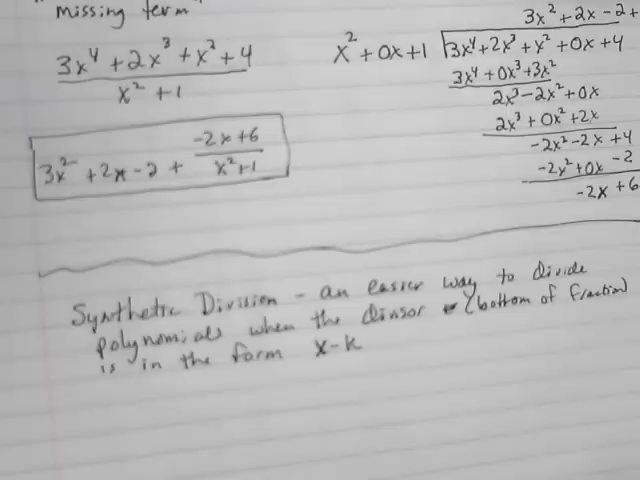 "missing term"
3x⁴ + 2x³ + x² + 4
x² + 1
3x² + 2x - 2 + -2x+6
x²+1
3x² + 2x - 2 +
x² + 0x + 1 3x⁴ + 2x³ + x² + 0x + 4
3x⁴ + 0x³ + 3x²
2x³ - 2x² + 0x
2x³ + 0x² + 2x
-2x² - 2x + 4
-2x² + 0x - 2
-2x + 6
Synthetic Division - an easier way to divide
polynomials when the divisor (bottom of fraction)
is in the form x-k